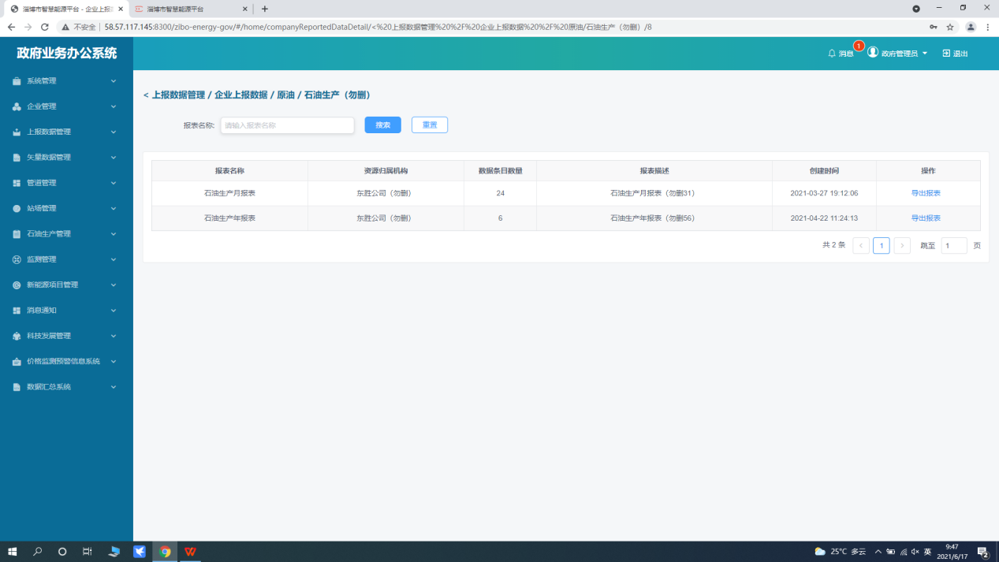 淄博市智慧能源平台 - 企业上报
淄博市智慧能源平台
不安全 | 58.57.117.145:8300/zibo-energy-gov/#/home/companyReportedDataDetail/<%20上报数据管理%20%2F%20企业上报数据%20%2F%20原油/石油生产（勿删）/8
政府业务办公系统
消息 1 政府管理员 退出
系统管理
企业管理
上报数据管理
矢量数据管理
管道管理
站场管理
石油生产管理
监测管理
新能源项目管理
消息通知
科技发展管理
价格监测预警信息系统
数据汇总系统
< 上报数据管理 / 企业上报数据 / 原油 / 石油生产（勿删）
报表名称: 请输入报表名称 搜索 重置
报表名称 资源归属机构 数据条目数量 报表描述 创建时间 操作
石油生产月报表 东胜公司（勿删） 24 石油生产月报表（勿删31） 2021-03-27 19:12:06 导出报表
石油生产年报表 东胜公司（勿删） 6 石油生产年报表（勿删56） 2021-04-22 11:24:13 导出报表
共 2 条 < 1 > 跳至 1 页
25°C 多云 英 9:47
2021/6/17 2